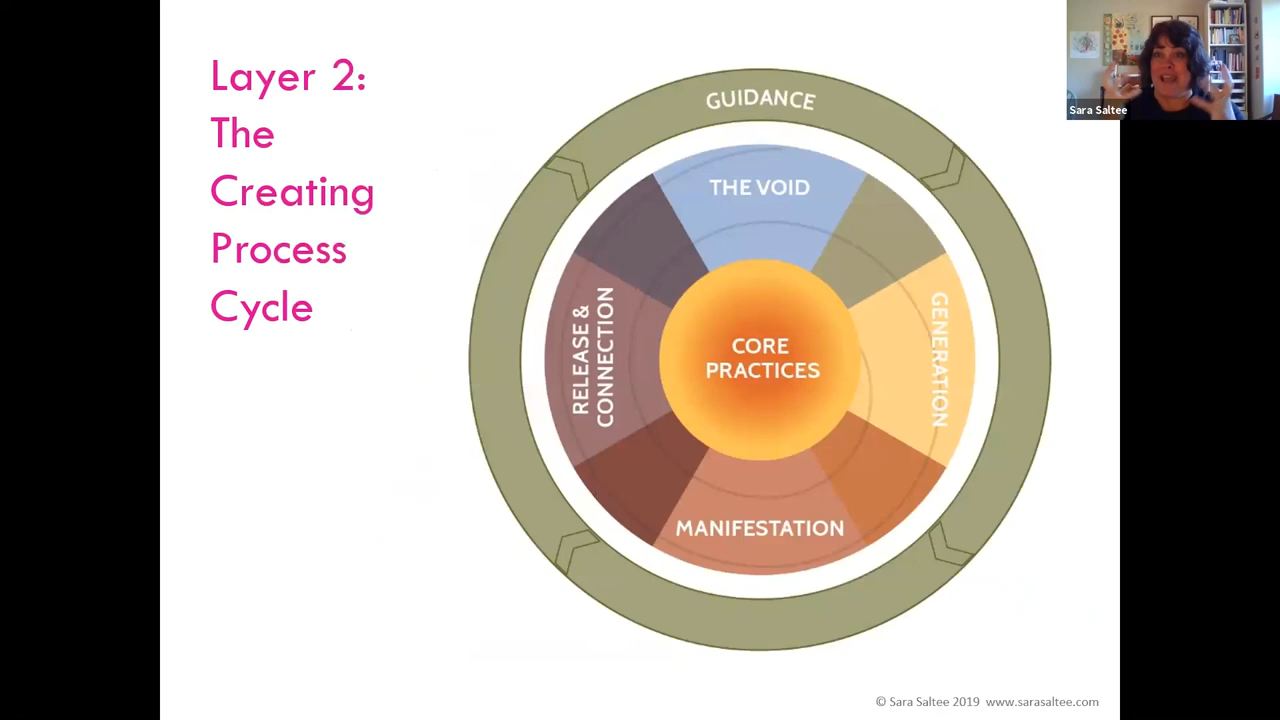 Layer 2:
The
Creating
Process
Cycle
GUIDANCE
THE VOID
GENERATION
CORE
PRACTICES
RELEASE &
CONNECTION
MANIFESTATION
Sara Saltee
© Sara Saltee 2019 www.sarasaltee.com